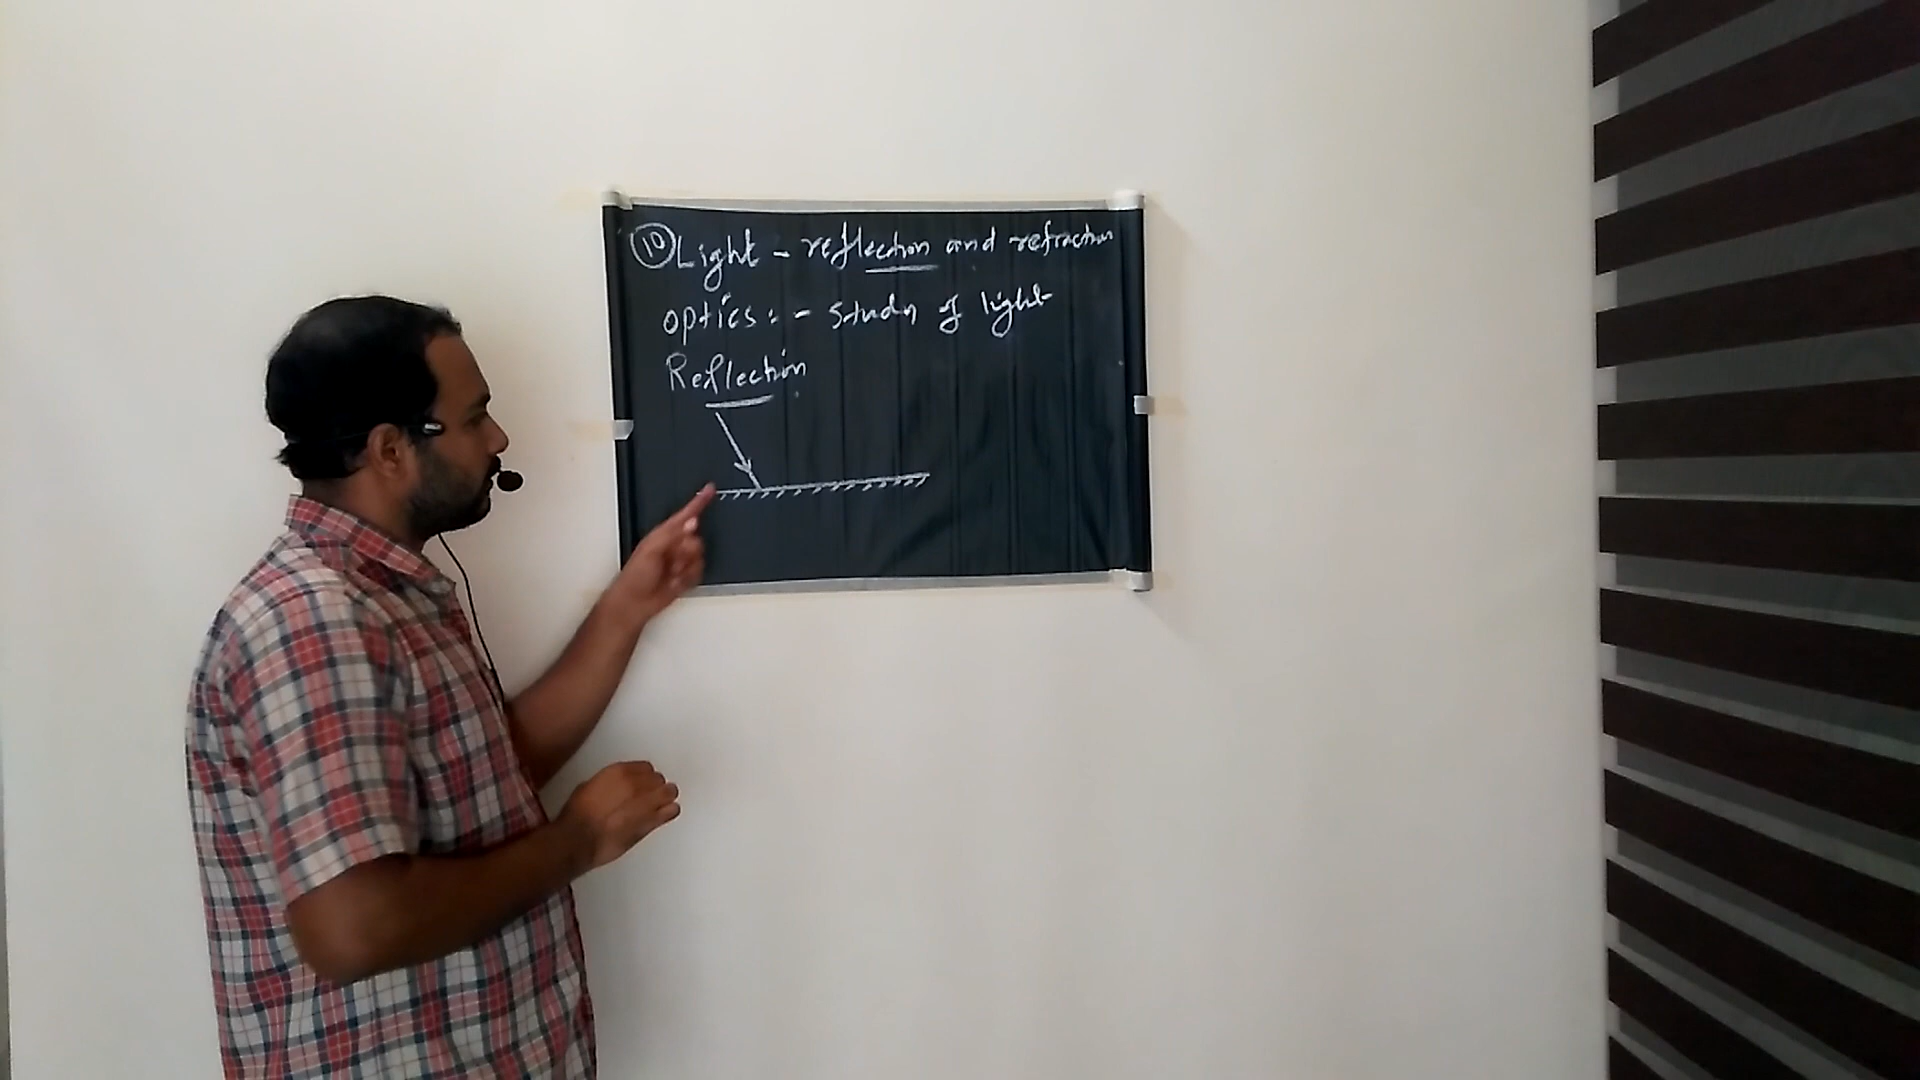 10 Light - reflection and refraction
optics : - study of light
Reflection